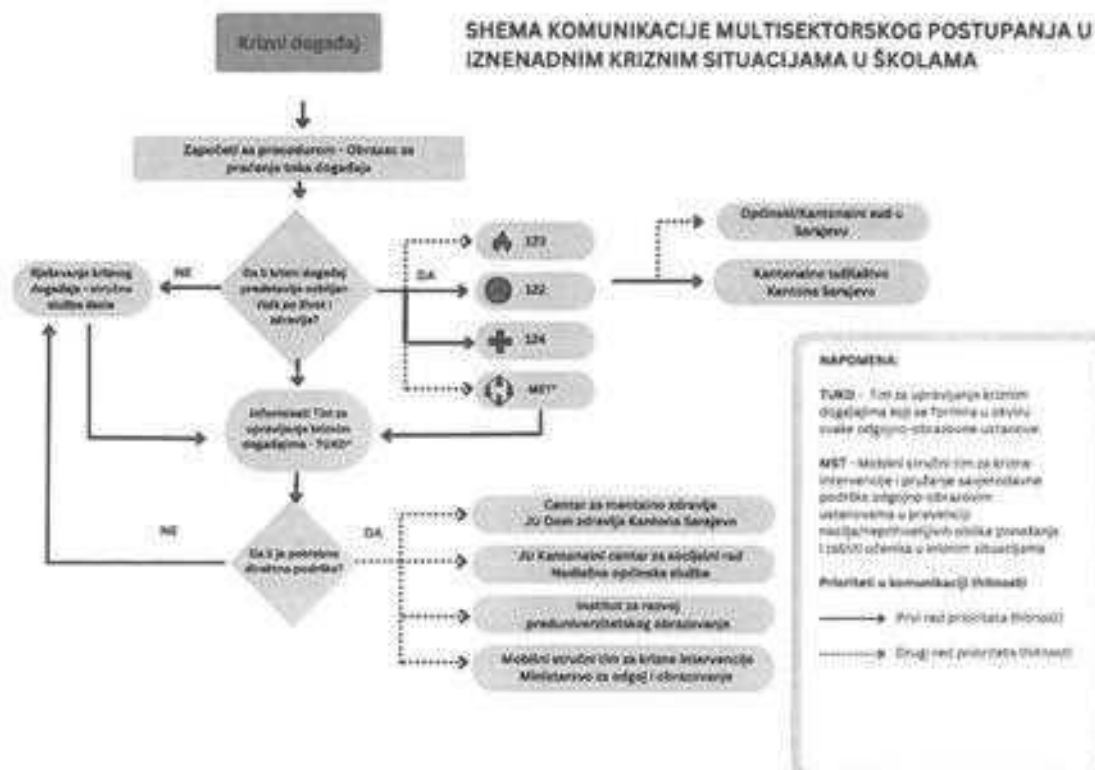 SHEMA KOMUNIKACIJE MULTISEKTORSKOG POSTUPANJA U
IZNENADNIM KRIZNIM SITUACIJAMA U ŠKOLAMA
Krizni događaj
Započeti sa procedurom - Obrazac za
praćenje toka događaja
Da li krizni događaj
predstavlja ozbiljan
rizik po život i
zdravlje?
NE
DA
Rješavanje kriznog
događaja - stručna
služba škole
123
122
124
MST*
Općinski/Kantonalni sud u
Sarajevu
Kantonalno tužilaštvo
Kantona Sarajevo
Informisati Tim za
upravljanje kriznim
događajima - TUKD*
Da li je potrebna
direktna podrška?
NE
DA
Centar za mentalno zdravlje
JU Dom zdravlja Kantona Sarajevo
JU Kantonalni centar za socijalni rad
Nadležna općinska služba
Institut za razvoj
preduniverzitetskog obrazovanja
Mobilni stručni tim za krizne intervencije
Ministarstvo za odgoj i obrazovanje
NAPOMENA:
TUKD - Tim za upravljanje kriznim
događajima koji se formira u okviru
svake odgojno-obrazovne ustanove
MST - Mobilni stručni tim za krizne
intervencije i pružanje savjetodavne
podrške odgojno-obrazovnim
ustanovama u prevenciji
nasilja/neprihvatljivih oblika ponašanja
i zaštiti učenika u kriznim situacijama
Prioriteti u komunikaciji (hitnosti)
Prvi red prioriteta (hitnosti)
Drugi red prioriteta (hitnosti)